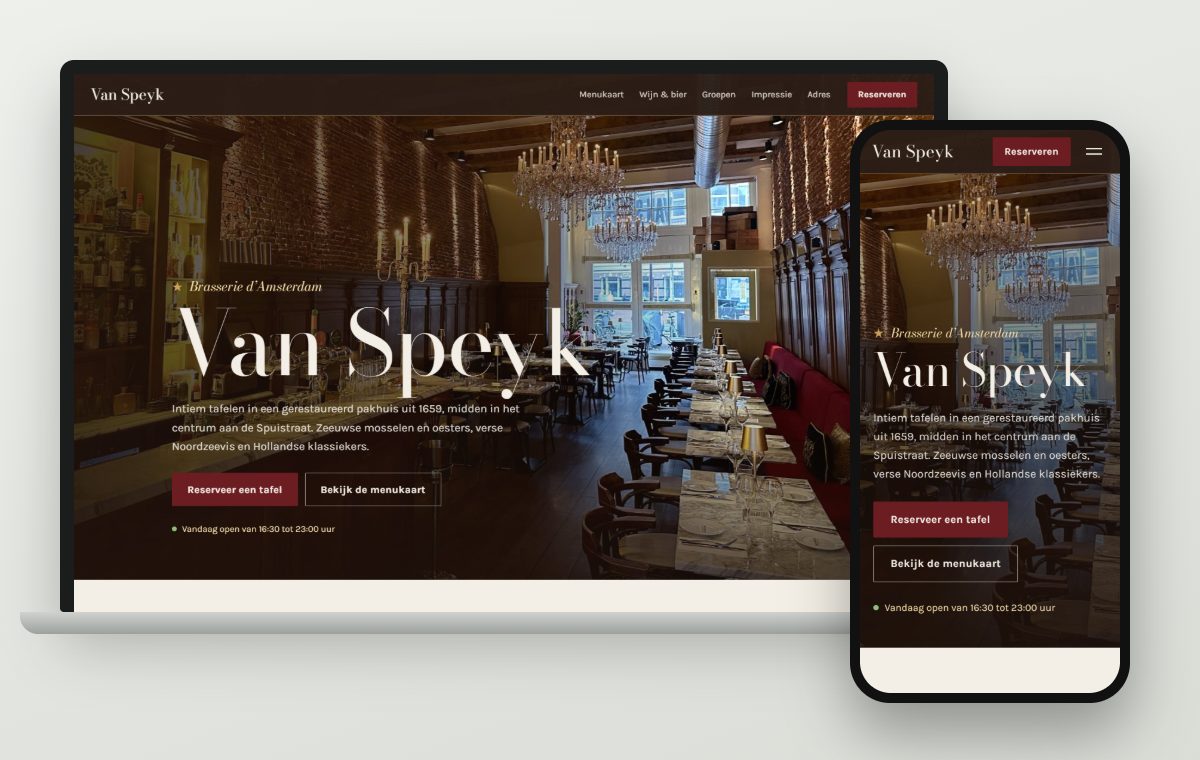 Van Speyk
Menukaart Wijn & bier Groepen Impressie Adres Reserveren
★ Brasserie d’Amsterdam
Van Speyk
Intiem tafelen in een gerestaureerd pakhuis uit 1659, midden in het
centrum aan de Spuistraat. Zeeuwse mosselen en oesters, verse
Noordzeevis en Hollandse klassiekers.
Reserveer een tafel Bekijk de menukaart
Vandaag open van 16:30 tot 23:00 uur
Van Speyk Reserveren
★ Brasserie d’Amsterdam
Van Speyk
Intiem tafelen in een gerestaureerd pakhuis
uit 1659, midden in het centrum aan de
Spuistraat. Zeeuwse mosselen en oesters,
verse Noordzeevis en Hollandse klassiekers.
Reserveer een tafel
Bekijk de menukaart
Vandaag open van 16:30 tot 23:00 uur